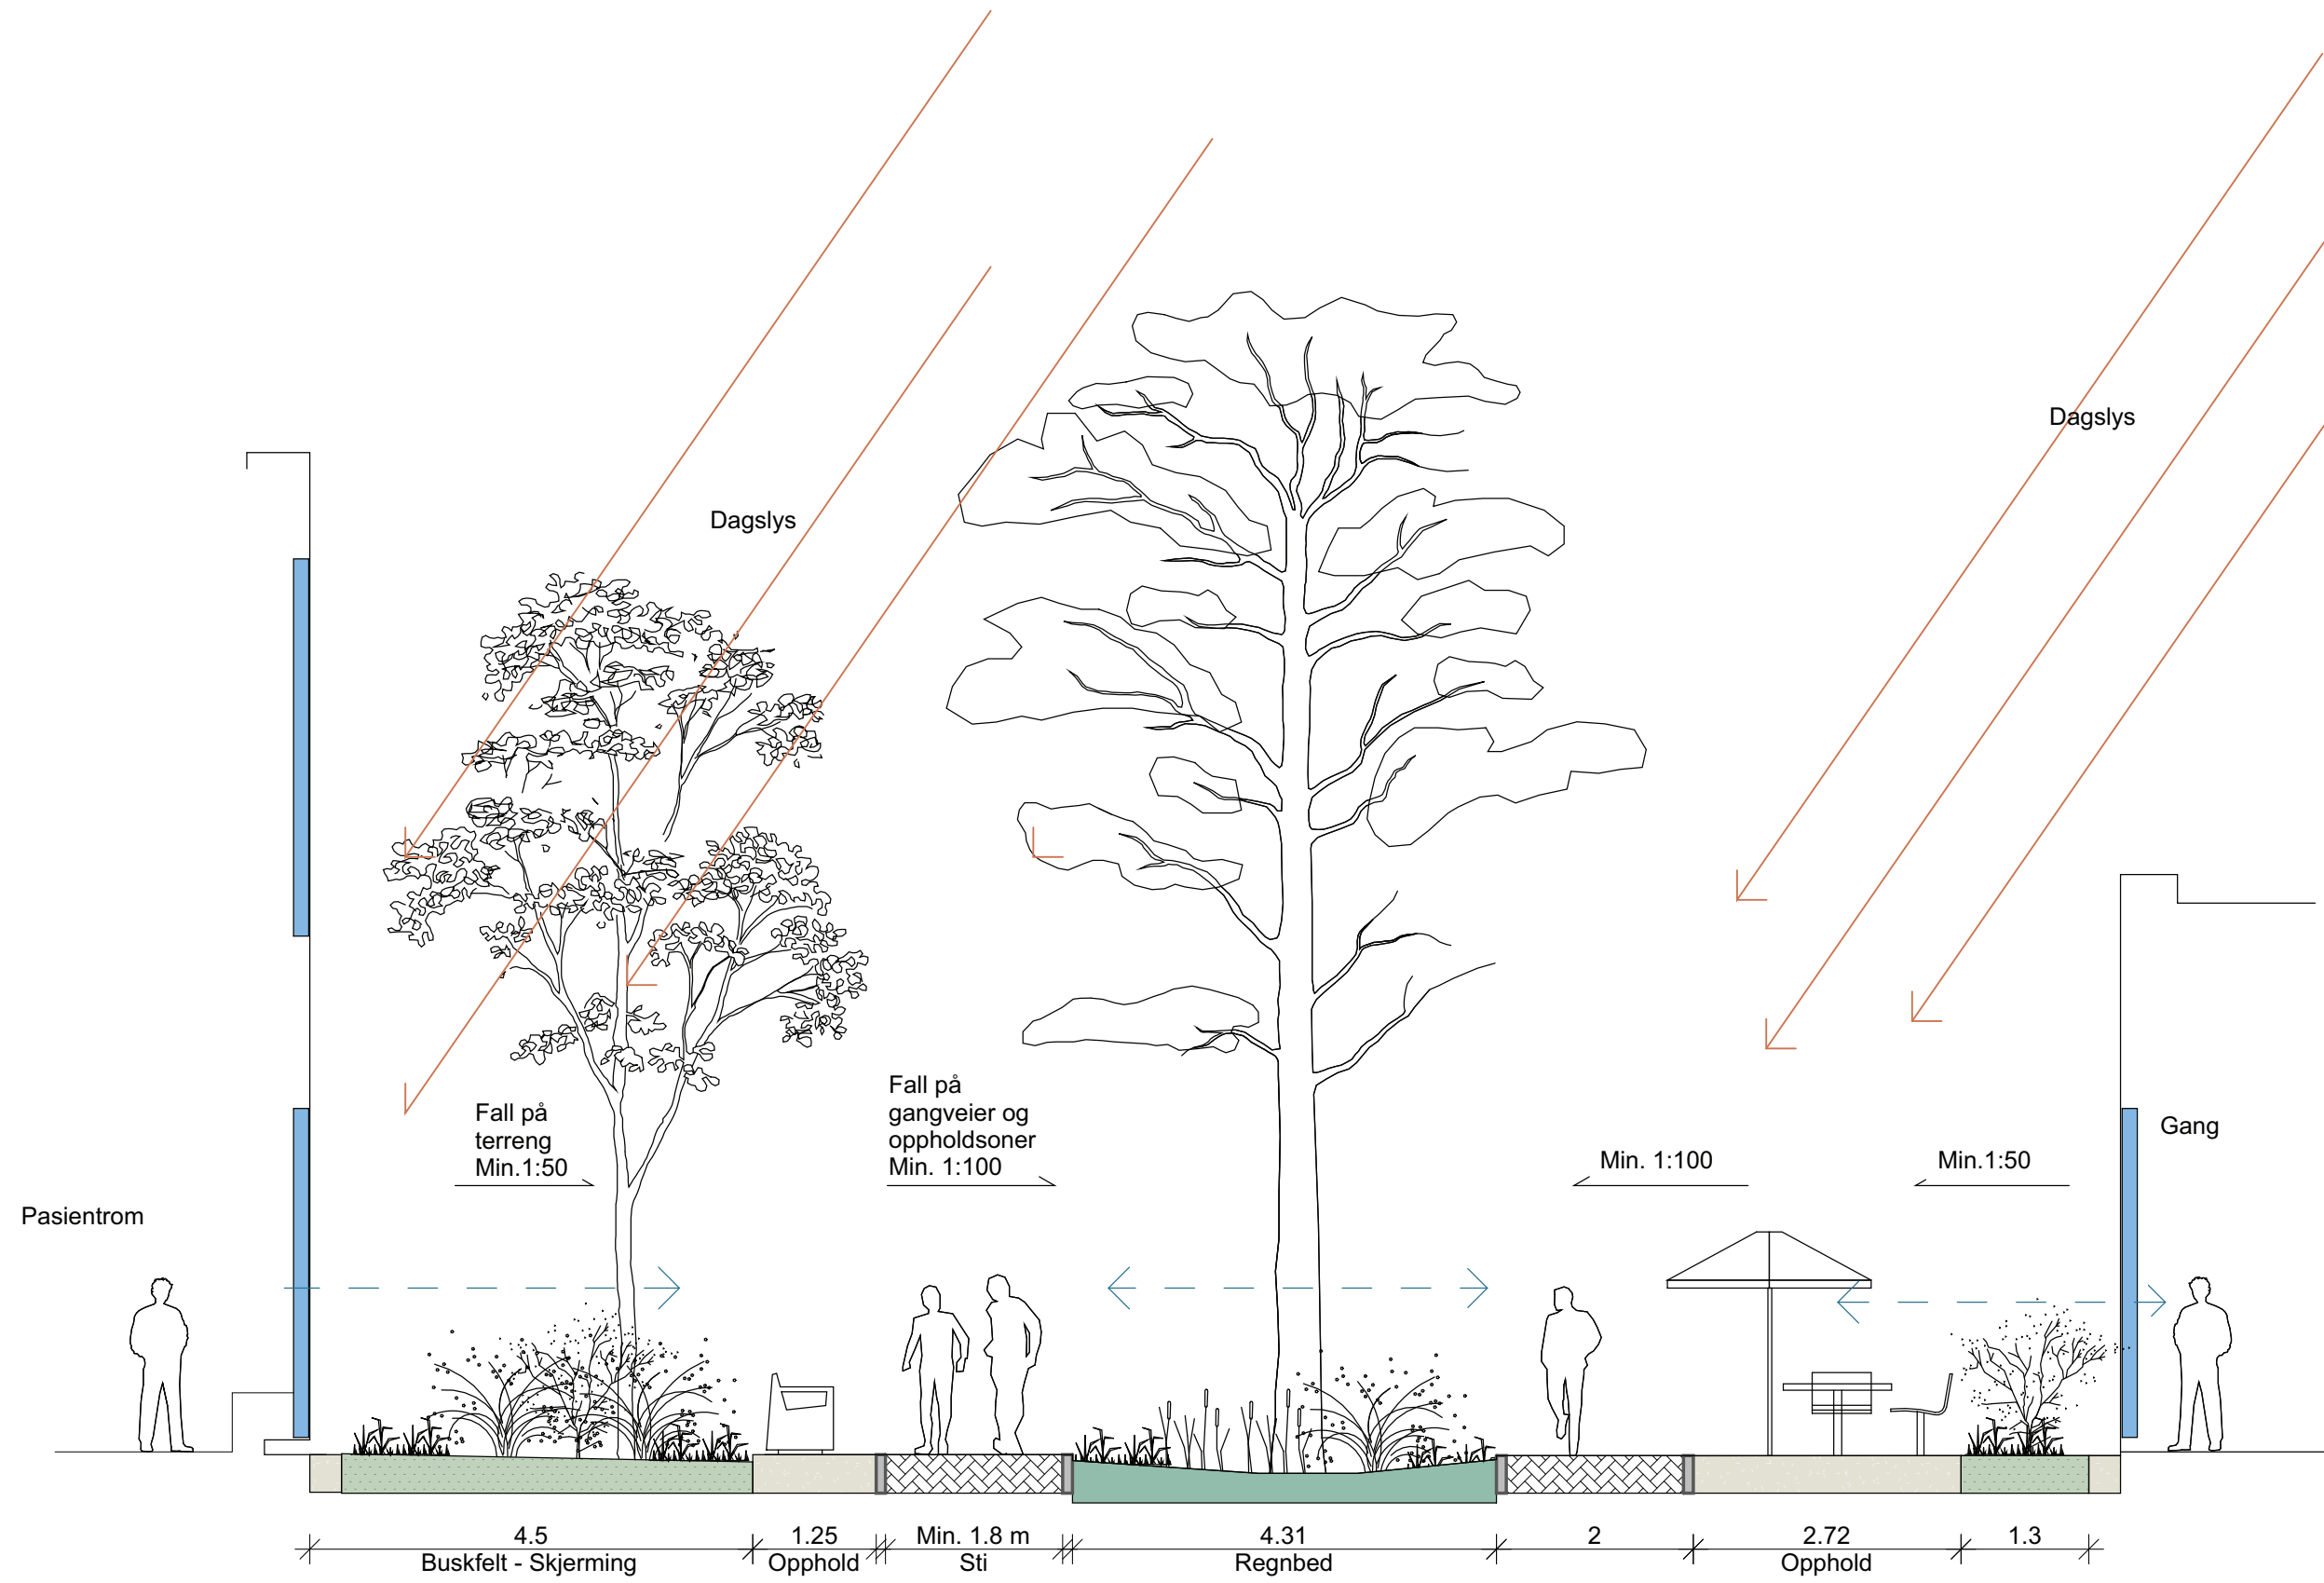 Dagslys
Dagslys
Fall på
terreng
Min.1:50
Fall på
gangveier og
oppholdsoner
Min. 1:100
Min. 1:100
Min.1:50
Gang
Pasientrom
4.5
Buskfelt - Skjerming
1.25
Opphold
Min. 1.8 m
Sti
4.31
Regnbed
2
2.72
Opphold
1.3